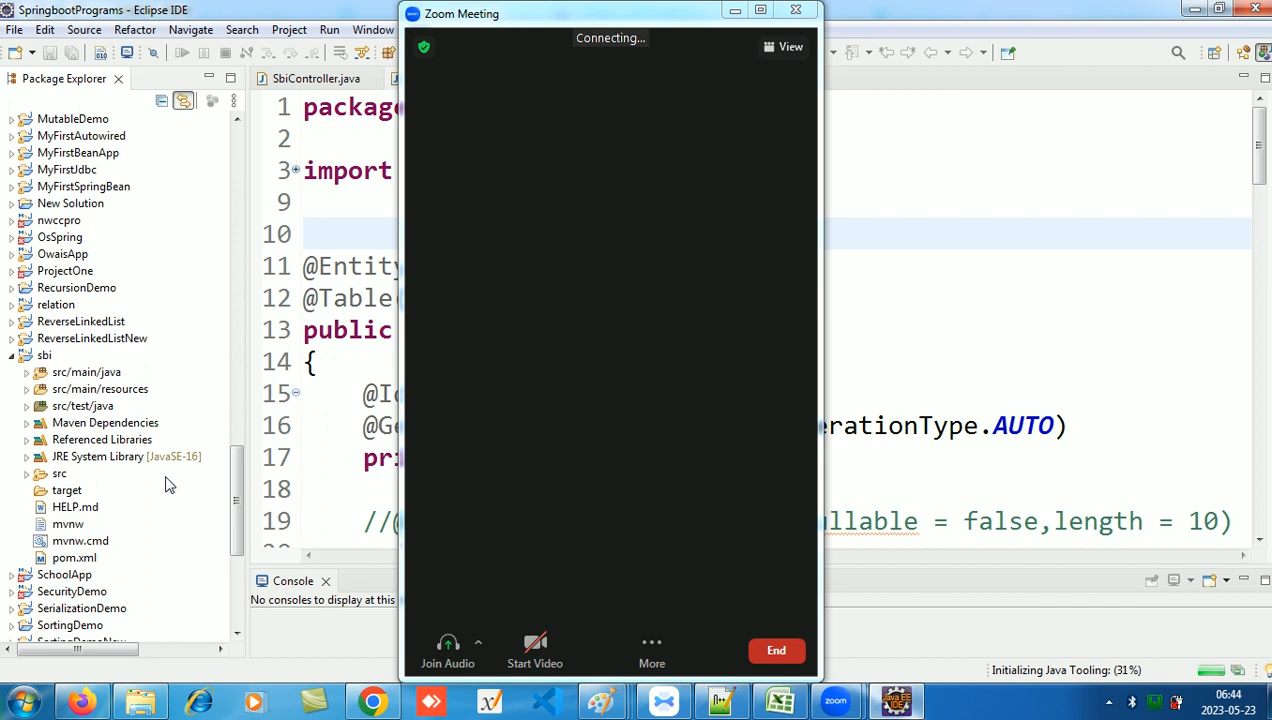 SpringbootPrograms - Eclipse IDE
File Edit Source Refactor Navigate Search Project Run Window
Package Explorer
MutableDemo
MyFirstAutowired
MyFirstBeanApp
MyFirstJdbc
MyFirstSpringBean
New Solution
nwccpro
OsSpring
OwaisApp
ProjectOne
RecursionDemo
relation
ReverseLinkedList
ReverseLinkedListNew
sbi
src/main/java
src/main/resources
src/test/java
Maven Dependencies
Referenced Libraries
JRE System Library [JavaSE-16]
src
target
HELP.md
mvnw
mvnw.cmd
pom.xml
SchoolApp
SecurityDemo
SerializationDemo
SortingDemo
SbiController.java
1 package
2
3 import
9
10
11 @Entity
12 @Table
13 public
14 {
15 @I
16 @Ge erationType.AUTO)
17 pri
18
19 //@ ullable = false,length = 10)
Console
No consoles to display at this
Initializing Java Tooling: (31%)
Zoom Meeting
Connecting...
View
Join Audio
Start Video
More
End
06:44
2023-05-23